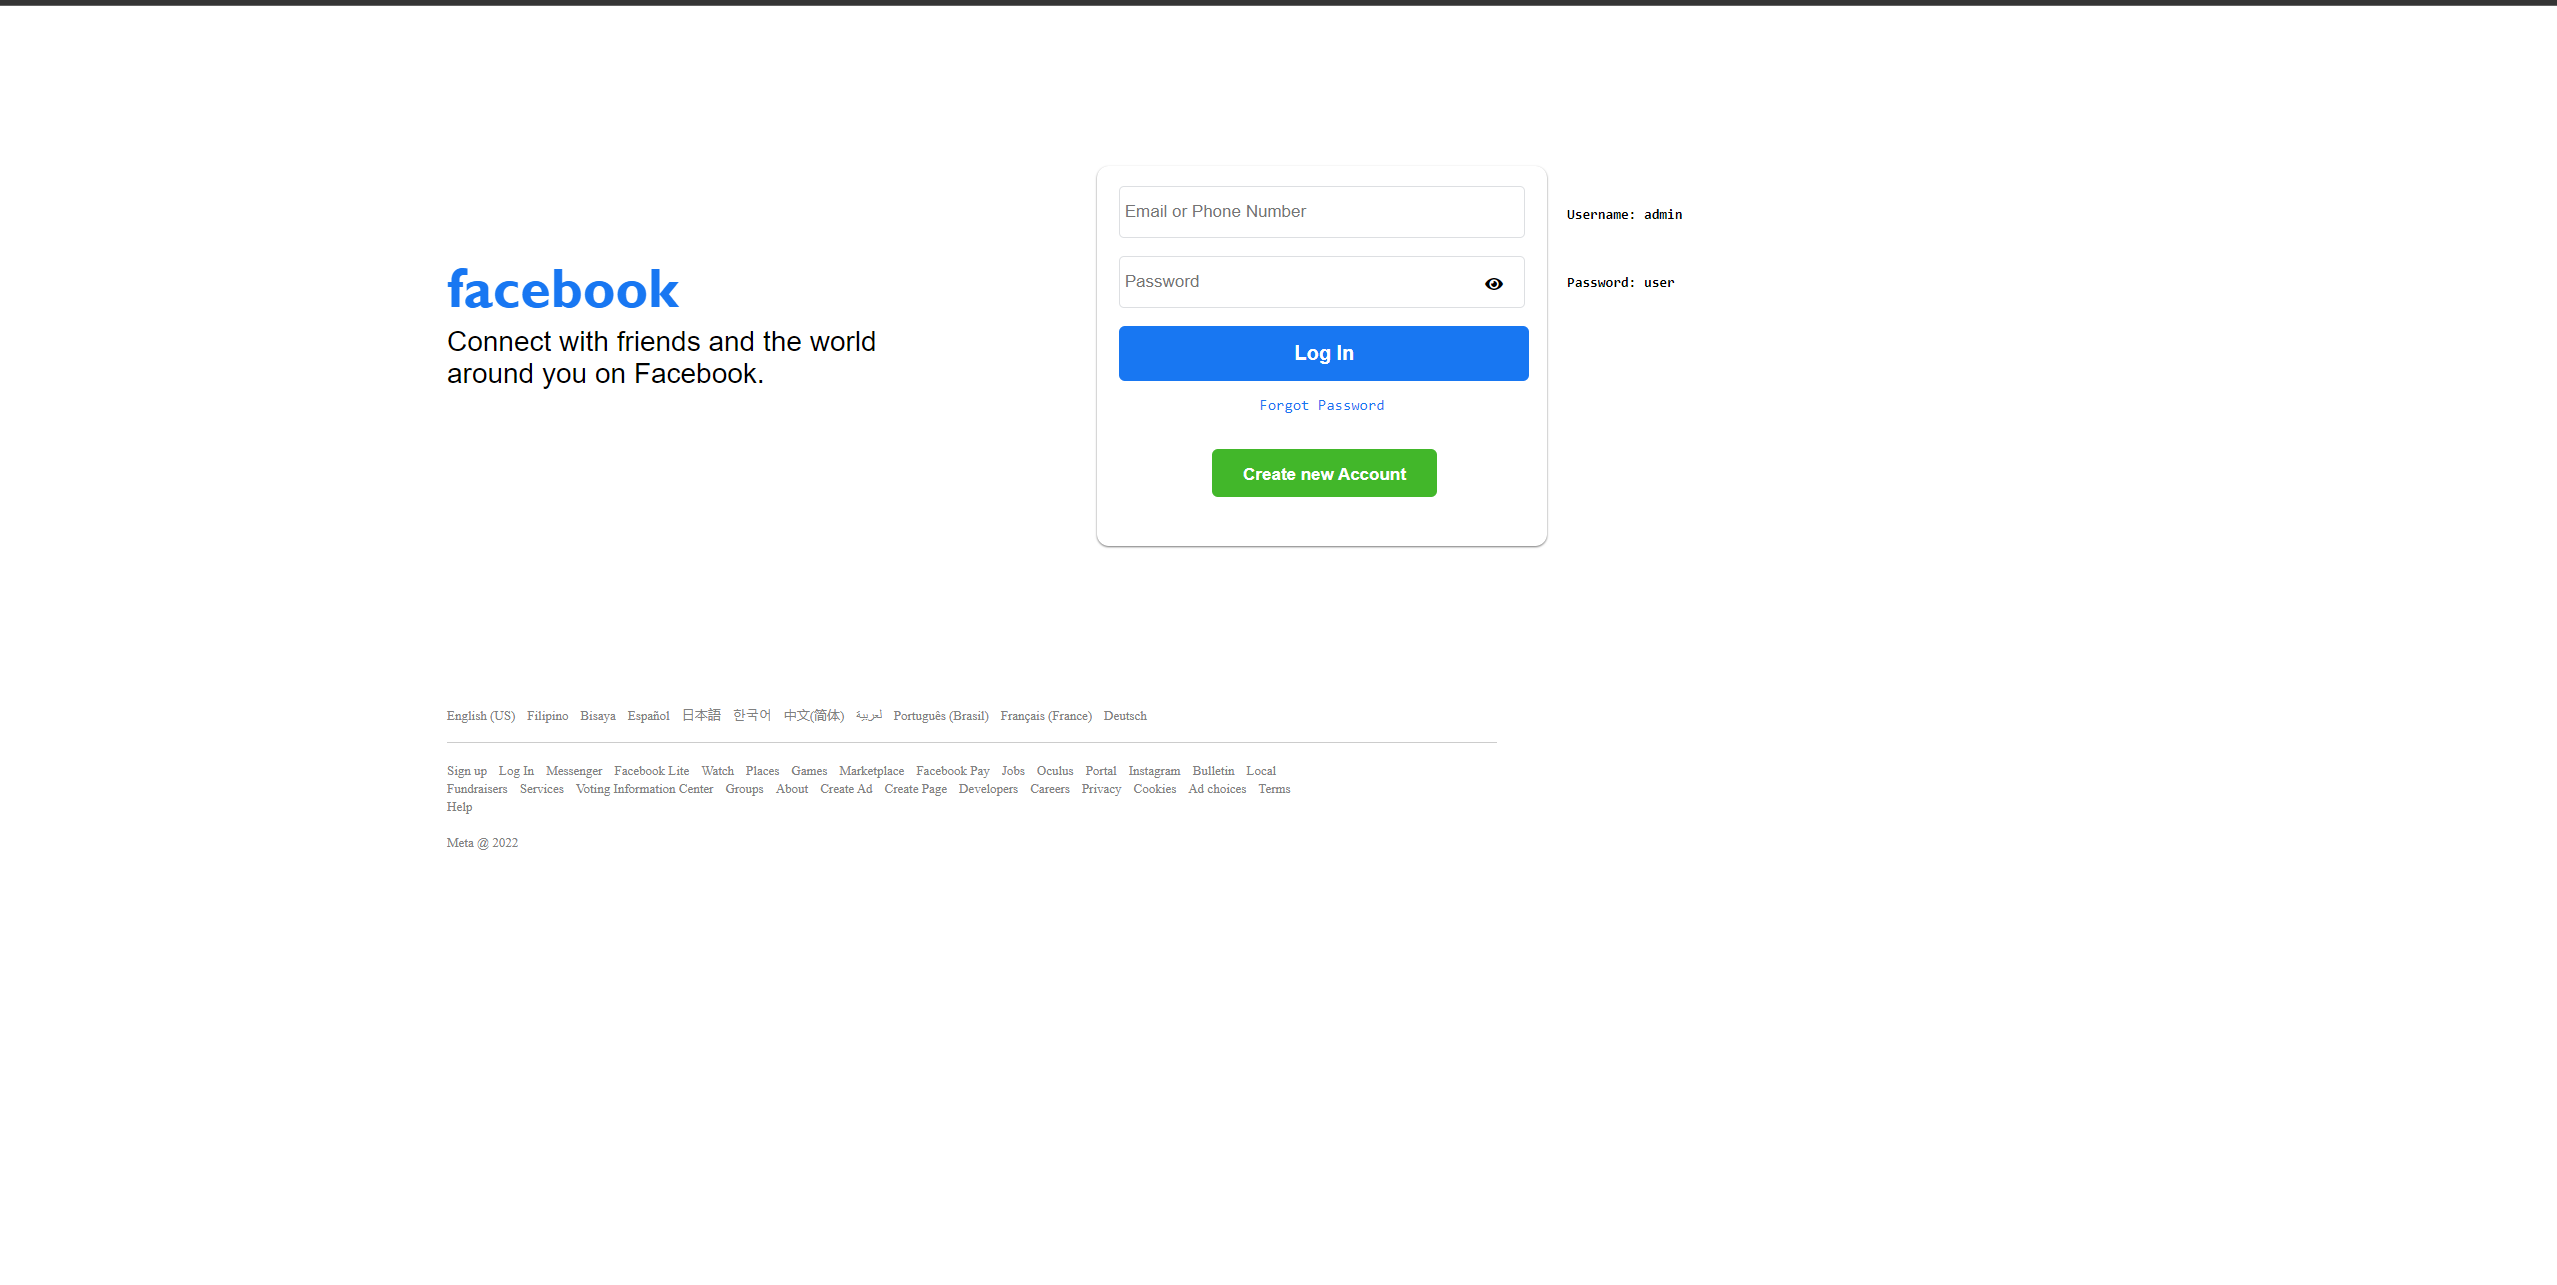 facebook
Connect with friends and the world
around you on Facebook.
Email or Phone Number
Username: admin
Password
Password: user
Log In
Forgot Password
Create new Account
English (US) Filipino Bisaya Español 日本語 한국어 中文(简体) لعربية Português (Brasil) Français (France) Deutsch
Sign up Log In Messenger Facebook Lite Watch Places Games Marketplace Facebook Pay Jobs Oculus Portal Instagram Bulletin Local
Fundraisers Services Voting Information Center Groups About Create Ad Create Page Developers Careers Privacy Cookies Ad choices Terms
Help
Meta @ 2022